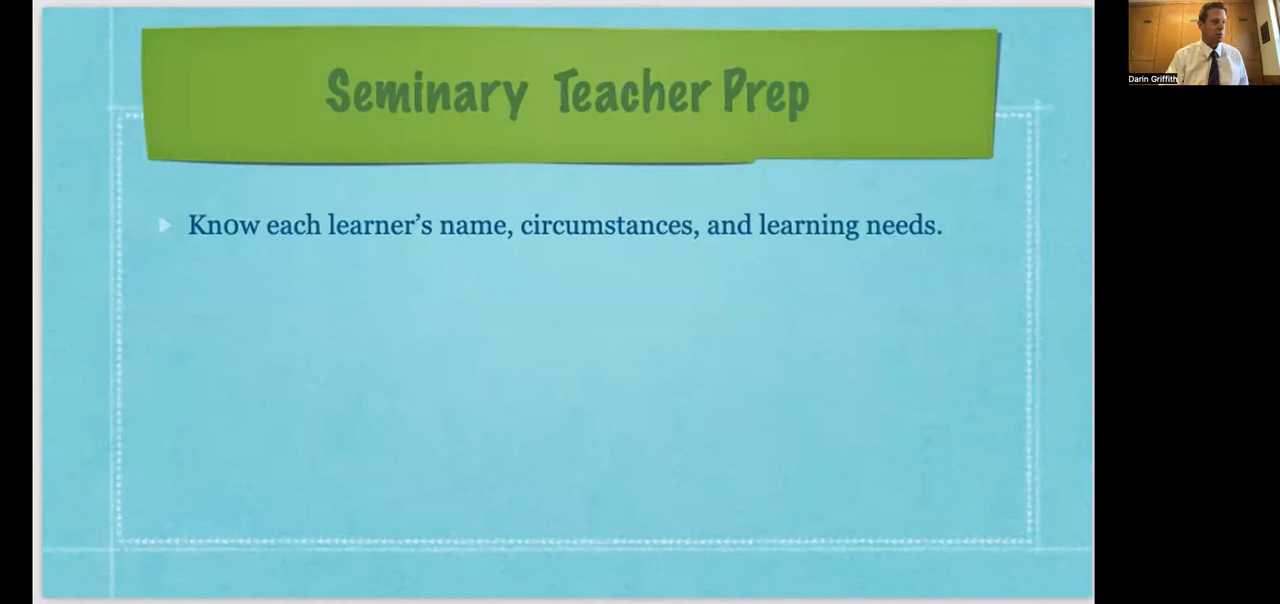 Seminary Teacher Prep
Know each learner’s name, circumstances, and learning needs.
Darin Griffith